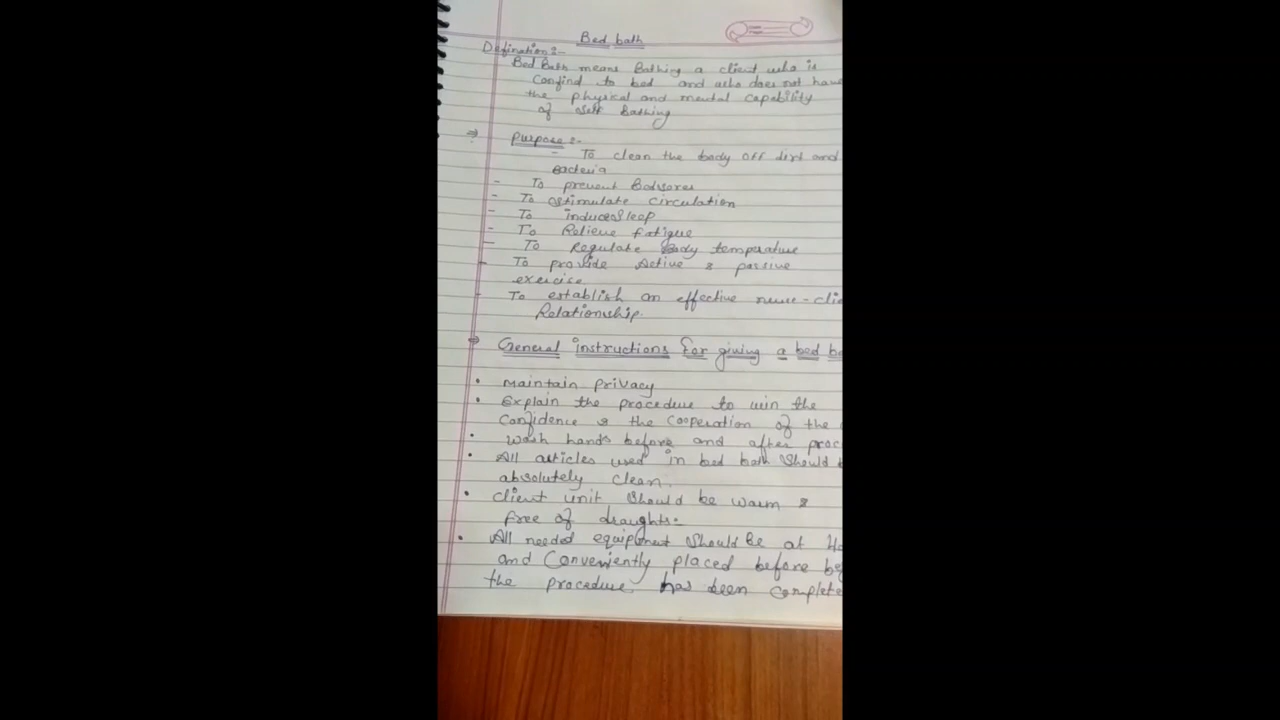 Bed bath
Defination:-
Bed Bath means Bathing a client who is
confind to bed and who does not have
the physical and mental capability
of self Bathing
⇒ Purpose:-
- To clean the body off dirt and
Bacteria
- To prevent Bedsores
- To stimulate circulation
- To induce Sleep
- To Relieve fatigue
- To Regulate Body temperature
- To provide Active & passive
exercise
- To establish an effective nurse-clie
Relationship.
⇒ General instructions for giving a bed ba
• Maintain Privacy
• Explain the procedure to win the
Confidence & the cooperation of the
• Wash hands before and after proc
• All articles used in bed bath Should b
absolutely clean.
• Client unit Should be warm &
free of draughts.
• All needed equipment Should be at Ha
and Conveniently placed before be
the procedure has been complete